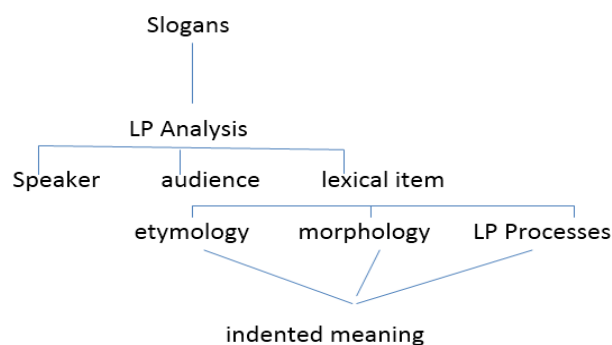 Slogans
LP Analysis
Speaker audience lexical item
etymology morphology LP Processes
indented meaning